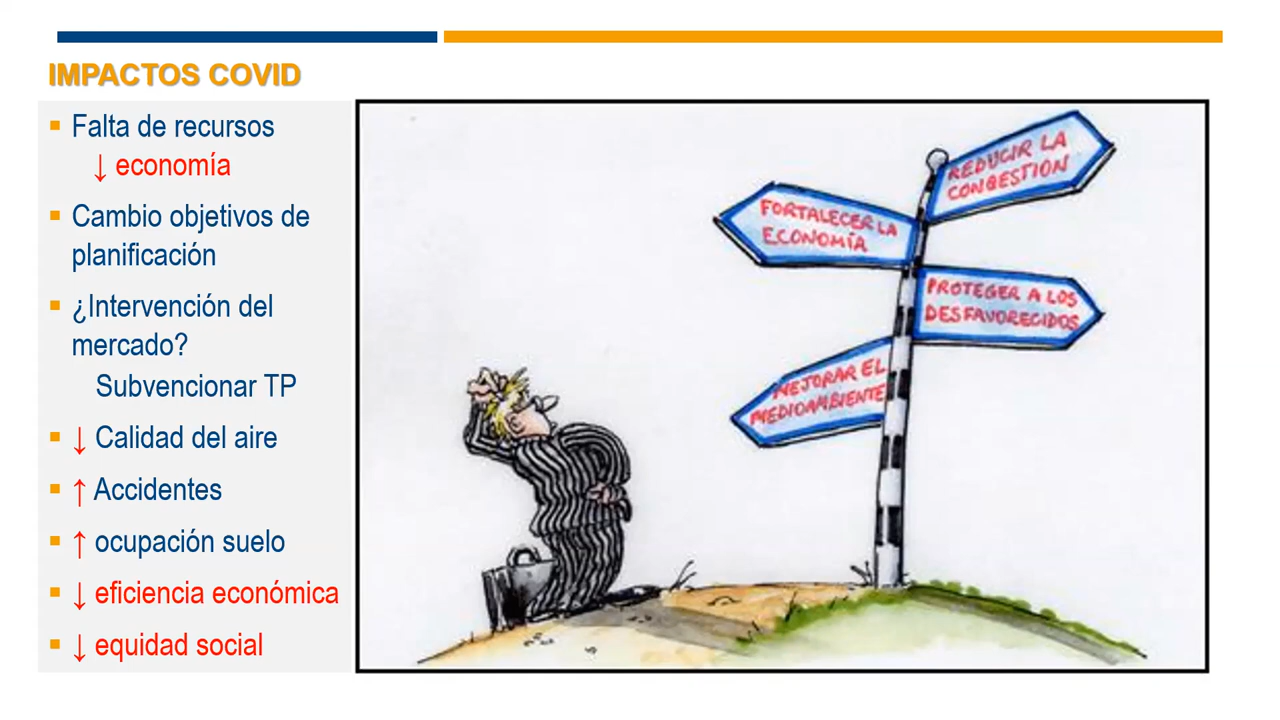 IMPACTOS COVID
▪ Falta de recursos
↓ economía
▪ Cambio objetivos de
planificación
▪ ¿Intervención del
mercado?
Subvencionar TP
▪ ↓ Calidad del aire
▪ ↑ Accidentes
▪ ↑ ocupación suelo
▪ ↓ eficiencia económica
▪ ↓ equidad social
REDUCIR LA
CONGESTION
FORTALECER LA
ECONOMÍA
PROTEGER A LOS
DESFAVORECIDOS
MEJORAR EL
MEDIOAMBIENTE